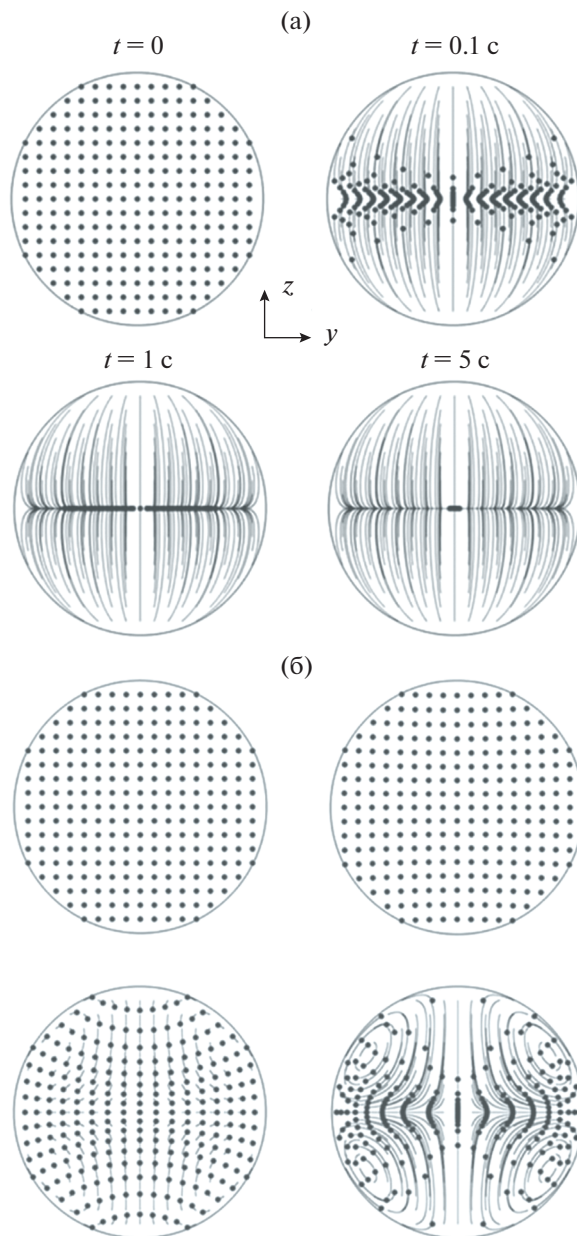 (а)
t = 0
t = 0.1 с
z
y
t = 1 с
t = 5 с
(б)